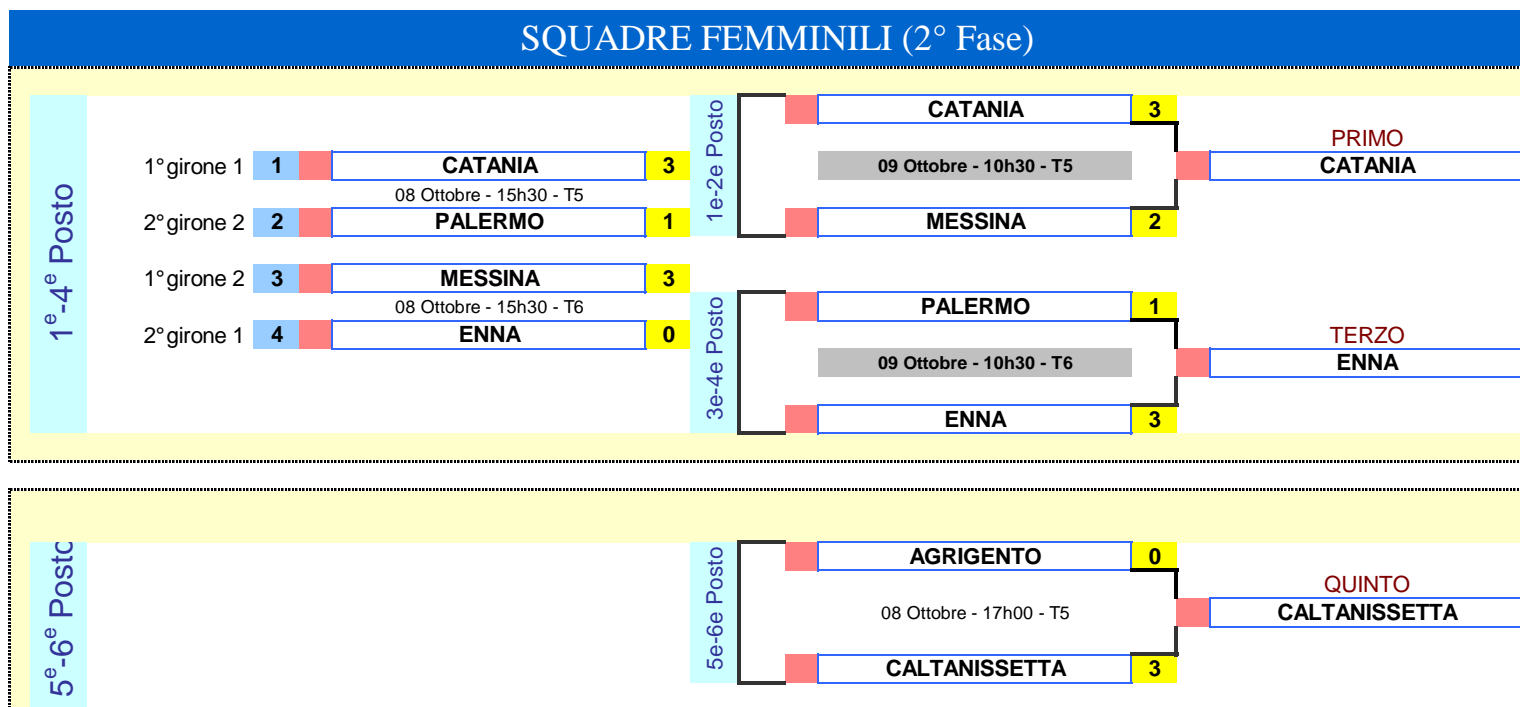 SQUADRE FEMMINILI (2° Fase)
1e-4e Posto
1° girone 1 1 CATANIA 3
08 Ottobre - 15h30 - T5
2° girone 2 2 PALERMO 1
1° girone 2 3 MESSINA 3
08 Ottobre - 15h30 - T6
2° girone 1 4 ENNA 0
1e-2e Posto
CATANIA 3
09 Ottobre - 10h30 - T5
MESSINA 2
PRIMO
CATANIA
3e-4e Posto
PALERMO 1
09 Ottobre - 10h30 - T6
ENNA 3
TERZO
ENNA
5e-6e Posto
5e-6e Posto
AGRIGENTO 0
08 Ottobre - 17h00 - T5
CALTANISSETTA 3
QUINTO
CALTANISSETTA